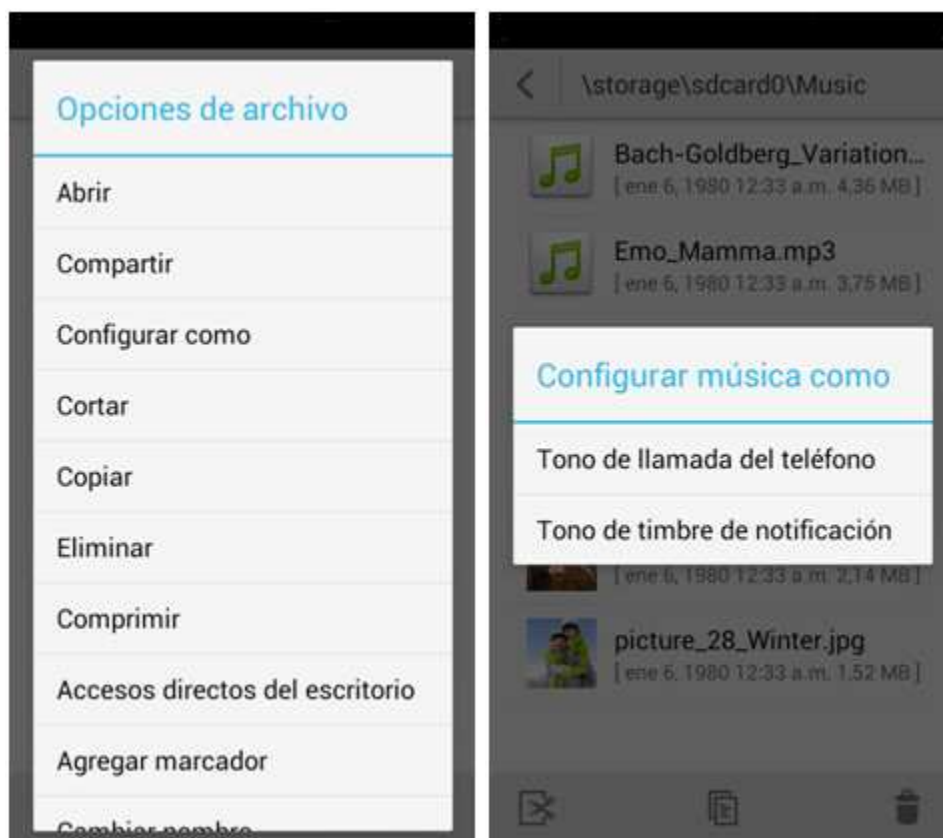 Opciones de archivo
Abrir
Compartir
Configurar como
Cortar
Copiar
Eliminar
Comprimir
Accesos directos del escritorio
Agregar marcador
Cambiar nombre
\storage\sdcard0\Music
Bach-Goldberg_Variation...
[ ene 6, 1980 12:33 a.m. 4,36 MB ]
Emo_Mamma.mp3
[ ene 6, 1980 12:33 a.m. 3,75 MB ]
Configurar música como
Tono de llamada del teléfono
Tono de timbre de notificación
[ ene 6, 1980 12:33 a.m. 2,14 MB ]
picture_28_Winter.jpg
[ ene 6, 1980 12:33 a.m. 1,52 MB ]